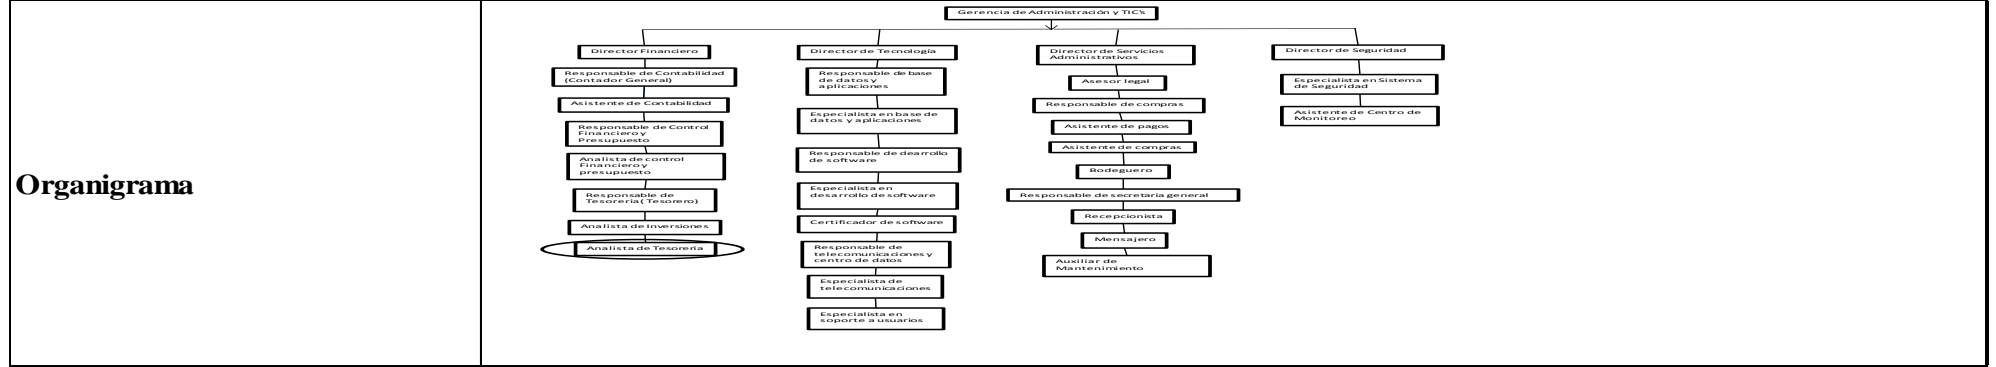 Organigrama
Gerencia de Administración y TIC's
Director Financiero
Responsable de Contabilidad
(Contador General)
Asistente de Contabilidad
Responsable de Control
Financiero y
Presupuesto
Analista de control
Financiero y
presupuesto
Responsable de
Tesoreria( Tesorero)
Analista de Inversiones
Analista de Tesorería
Director de Tecnología
Responsable de base
de datos y
aplicaciones
Especialista en base de
datos y aplicaciones
Responsable de dearrollo
de software
Especialista en
desarrollo de software
Certificador de software
Responsable de
telecomunicaciones y
centro de datos
Especialista de
telecomunicaciones
Especialista en
soporte a usuarios
Director de Servicios
Administrativos
Asesor legal
Responsable de compras
Asistente de pagos
Asistente de compras
Bodeguero
Responsable de secretaria general
Recepcionista
Mensajero
Auxiliar de
Mantenimiento
Director de Seguridad
Especialista en Sistema
de Seguridad
Asistente de Centro de
Monitoreo